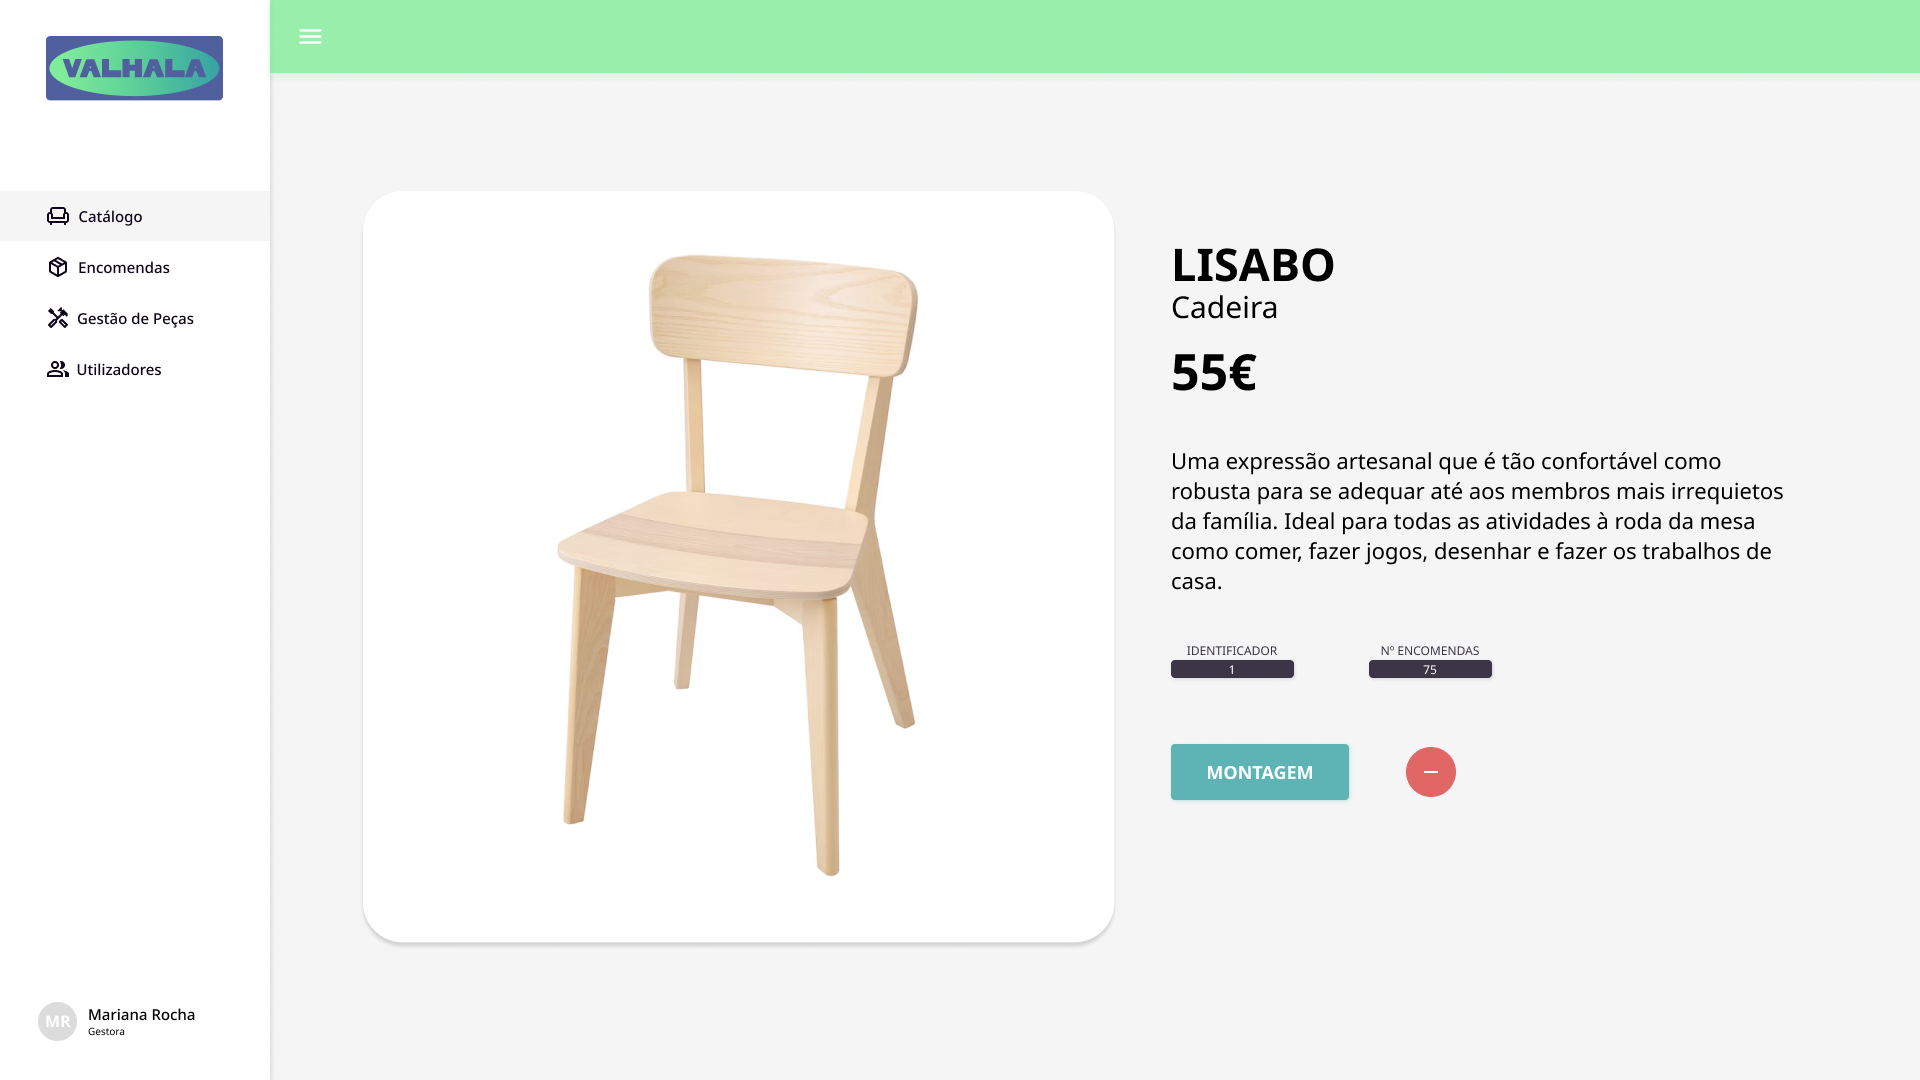 VALHALA
Catálogo
Encomendas
Gestão de Peças
Utilizadores
LISABO
Cadeira
55€
Uma expressão artesanal que é tão confortável como
robusta para se adequar até aos membros mais irrequietos
da família. Ideal para todas as atividades à roda da mesa
como comer, fazer jogos, desenhar e fazer os trabalhos de
casa.
IDENTIFICADOR
1
Nº ENCOMENDAS
75
MONTAGEM
MR
Mariana Rocha
Gestora